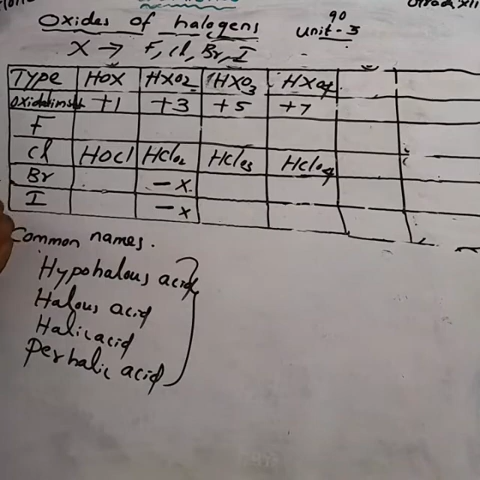 Oxides of halogens
90
unit-3
X → F, Cl, Br, I
Type HOX HXO2 HXO3 HXO4
+1 +3 +5 +7
F
Cl HOCl HClO2 HClO3 HClO4
Br - X
I - X
Common names.
Hypohalous acid
Halous acid
Halic acid
Perhalic acid